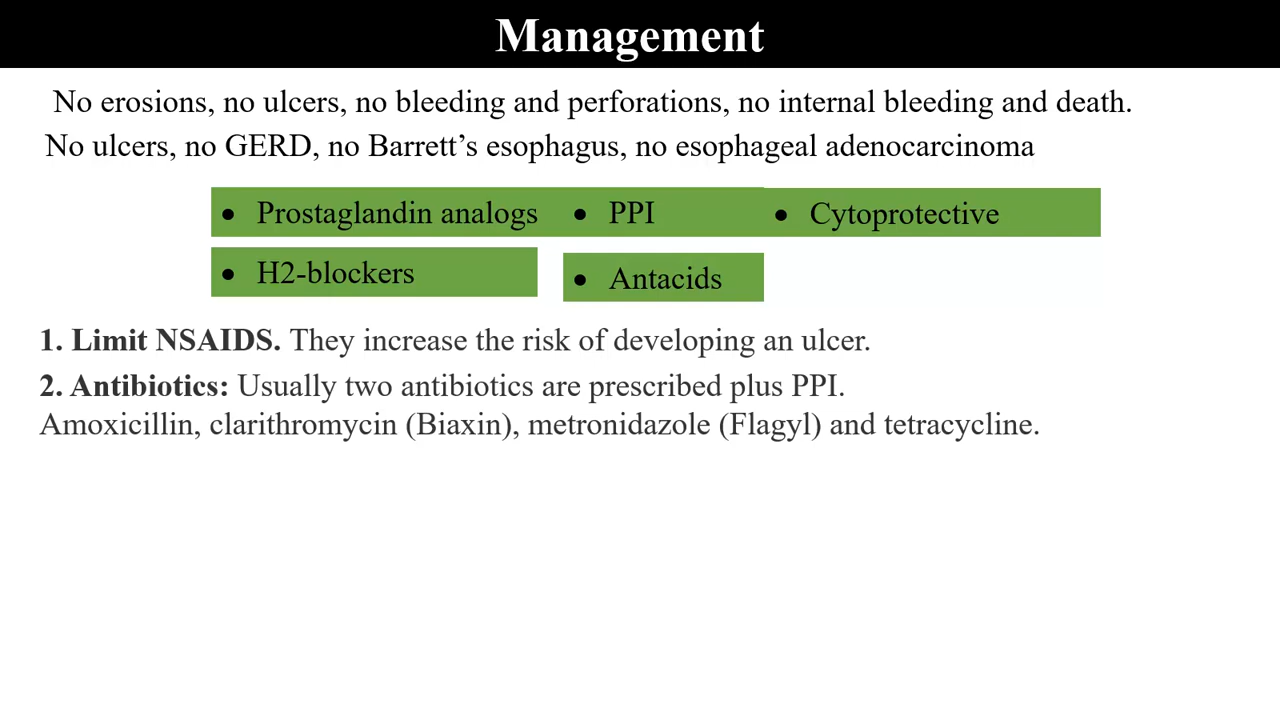 Management
No erosions, no ulcers, no bleeding and perforations, no internal bleeding and death.
No ulcers, no GERD, no Barrett’s esophagus, no esophageal adenocarcinoma
• Prostaglandin analogs • PPI • Cytoprotective
• H2-blockers • Antacids
1. Limit NSAIDS. They increase the risk of developing an ulcer.
2. Antibiotics: Usually two antibiotics are prescribed plus PPI.
Amoxicillin, clarithromycin (Biaxin), metronidazole (Flagyl) and tetracycline.